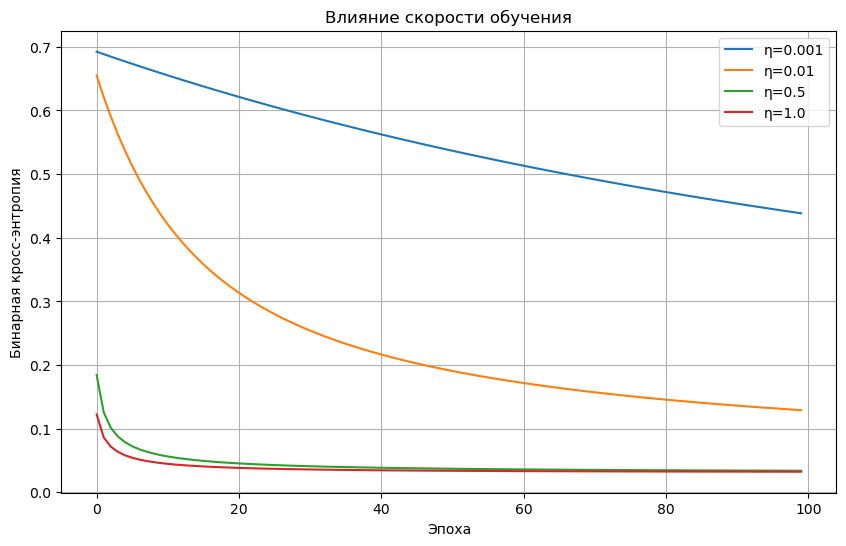 Влияние скорости обучения
η=0.001
η=0.01
η=0.5
η=1.0
0.7
0.6
0.5
0.4
0.3
0.2
0.1
0.0
Бинарная кросс-энтропия
0 20 40 60 80 100
Эпоха